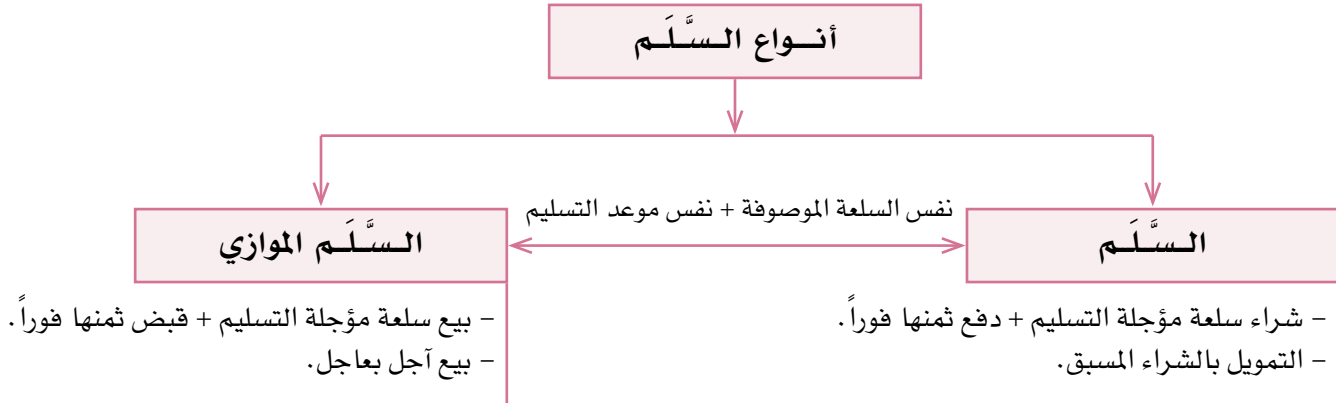 أنــواع الـسَّـلَـم
نفس السلعة الموصوفة + نفس موعد التسليم
الـسَّـلَـم
– شراء سلعة مؤجلة التسليم + دفع ثمنها فوراً.
– التمويل بالشراء المسبق.
الـسَّـلَـم الموازي
– بيع سلعة مؤجلة التسليم + قبض ثمنها فوراً.
– بيع آجل بعاجل.